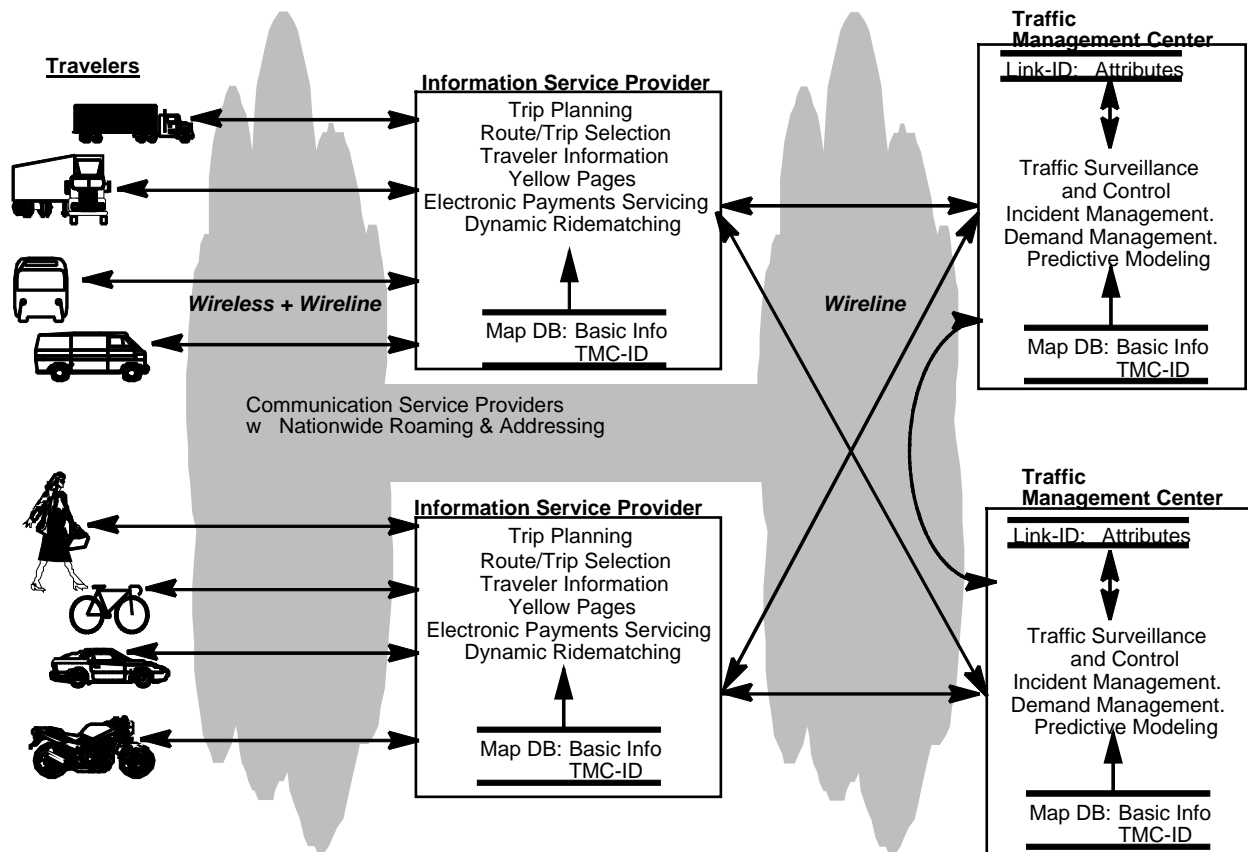 Travelers
Information Service Provider
Trip Planning
Route/Trip Selection
Traveler Information
Yellow Pages
Electronic Payments Servicing
Dynamic Ridematching
Map DB: Basic Info
TMC-ID
Wireless + Wireline
Wireline
Traffic
Management Center
Link-ID: Attributes
Traffic Surveillance
and Control
Incident Management.
Demand Management.
Predictive Modeling
Map DB: Basic Info
TMC-ID
Communication Service Providers
w Nationwide Roaming & Addressing
Information Service Provider
Trip Planning
Route/Trip Selection
Traveler Information
Yellow Pages
Electronic Payments Servicing
Dynamic Ridematching
Map DB: Basic Info
TMC-ID
Traffic
Management Center
Link-ID: Attributes
Traffic Surveillance
and Control
Incident Management.
Demand Management.
Predictive Modeling
Map DB: Basic Info
TMC-ID